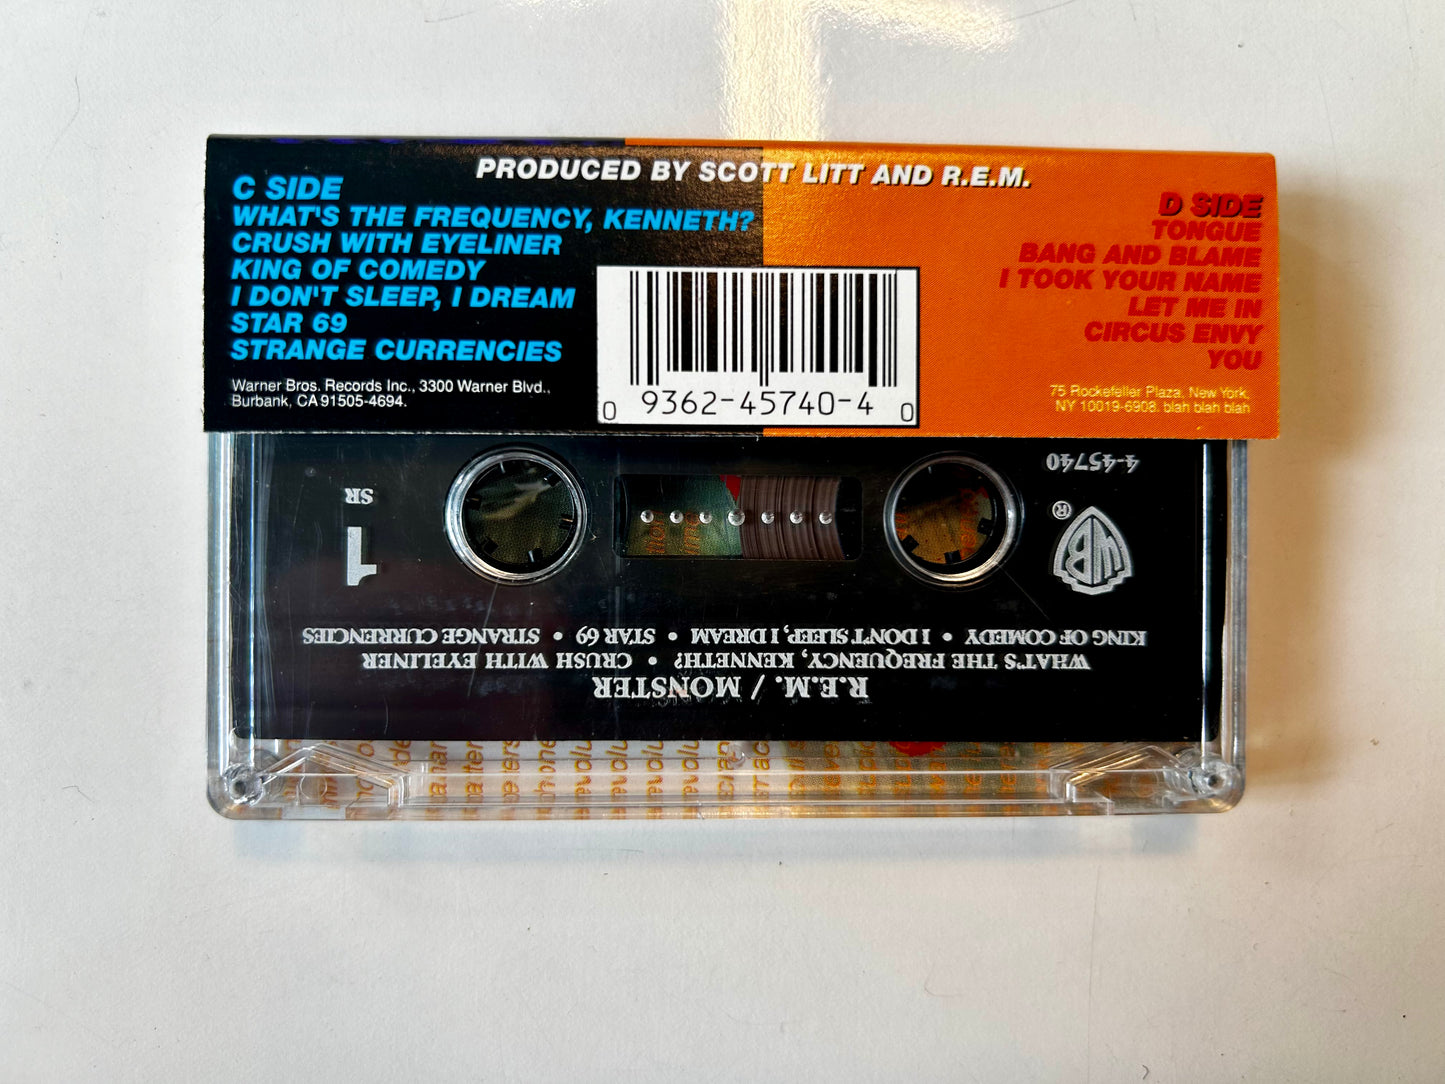 PRODUCED BY SCOTT LITT AND R.E.M.
C SIDE
WHAT'S THE FREQUENCY, KENNETH?
CRUSH WITH EYELINER
KING OF COMEDY
I DON'T SLEEP, I DREAM
STAR 69
STRANGE CURRENCIES
Warner Bros. Records Inc., 3300 Warner Blvd.,
Burbank, CA 91505-4694.
0 9362-45740-4 0
D SIDE
TONGUE
BANG AND BLAME
I TOOK YOUR NAME
LET ME IN
CIRCUS ENVY
YOU
75 Rockefeller Plaza, New York,
NY 10019-6908. blah blah blah
R.E.M. / MONSTER
WHAT'S THE FREQUENCY, KENNETH? • CRUSH WITH EYELINER
KING OF COMEDY • I DON'T SLEEP, I DREAM • STAR 69 • STRANGE CURRENCIES
WB ®
1
SR
4-45740